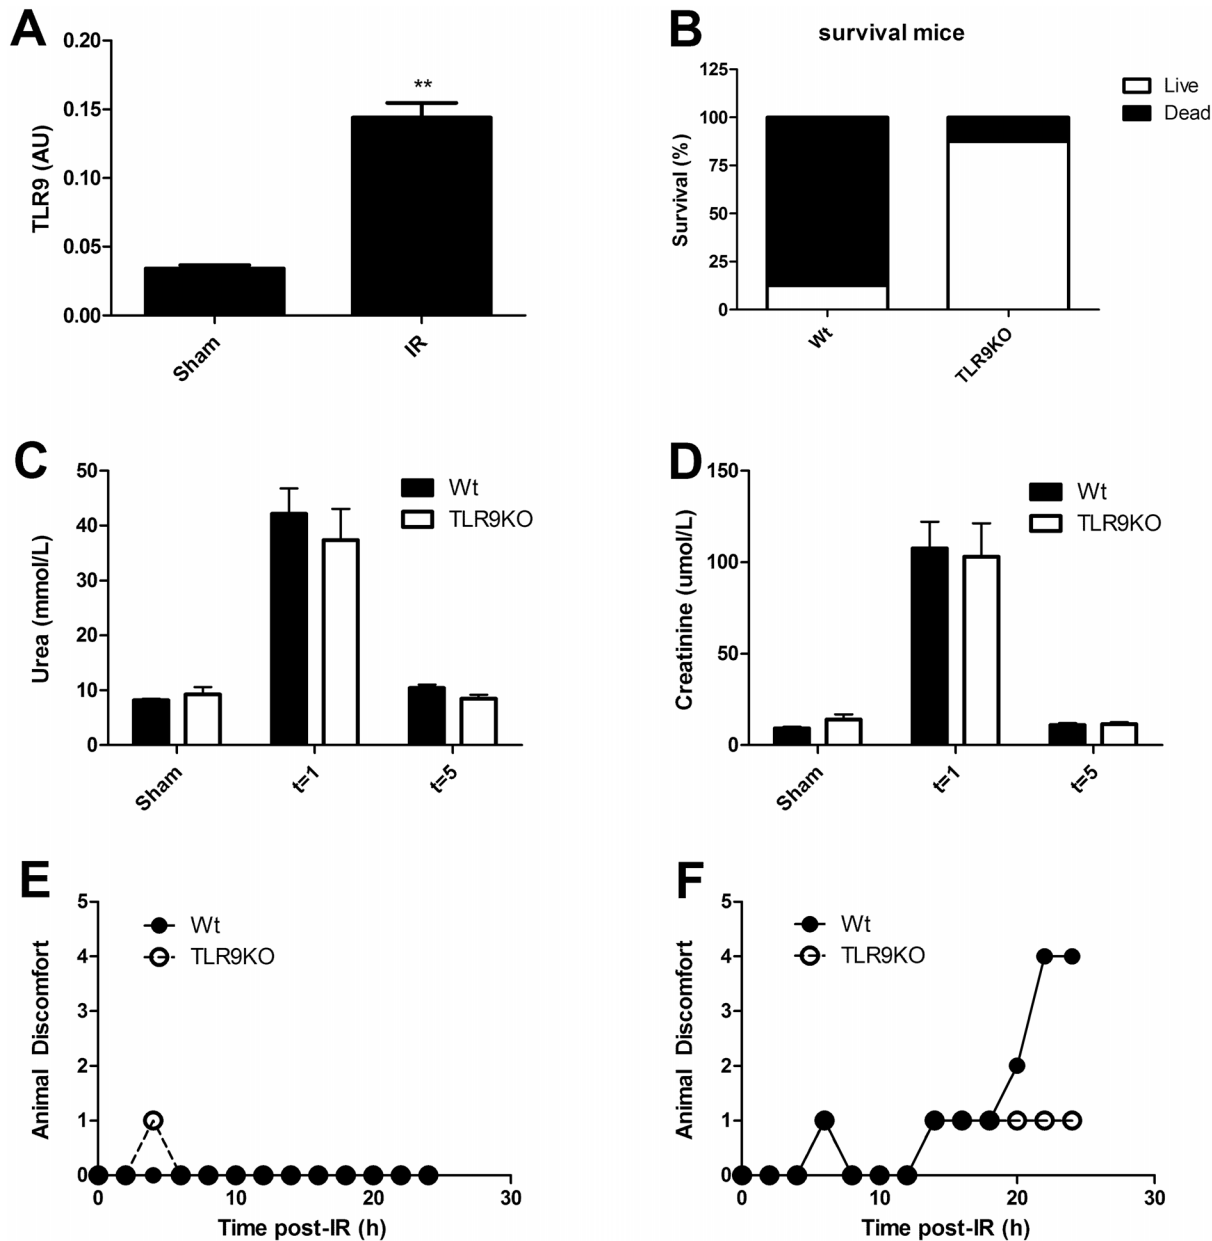 A
TLR9 (AU)
0.20
0.15
0.10
0.05
0.00
**
Sham
IR
B
survival mice
Survival (%)
125
100
75
50
25
0
Wt
TLR9KO
Live
Dead
C
Urea (mmol/L)
50
40
30
20
10
0
Wt
TLR9KO
Sham
t=1
t=5
D
Creatinine (umol/L)
150
100
50
0
Wt
TLR9KO
Sham
t=1
t=5
E
Animal Discomfort
5
4
3
2
1
0
Wt
TLR9KO
0
10
20
30
Time post-IR (h)
F
Animal Discomfort
5
4
3
2
1
0
Wt
TLR9KO
0
10
20
30
Time post-IR (h)